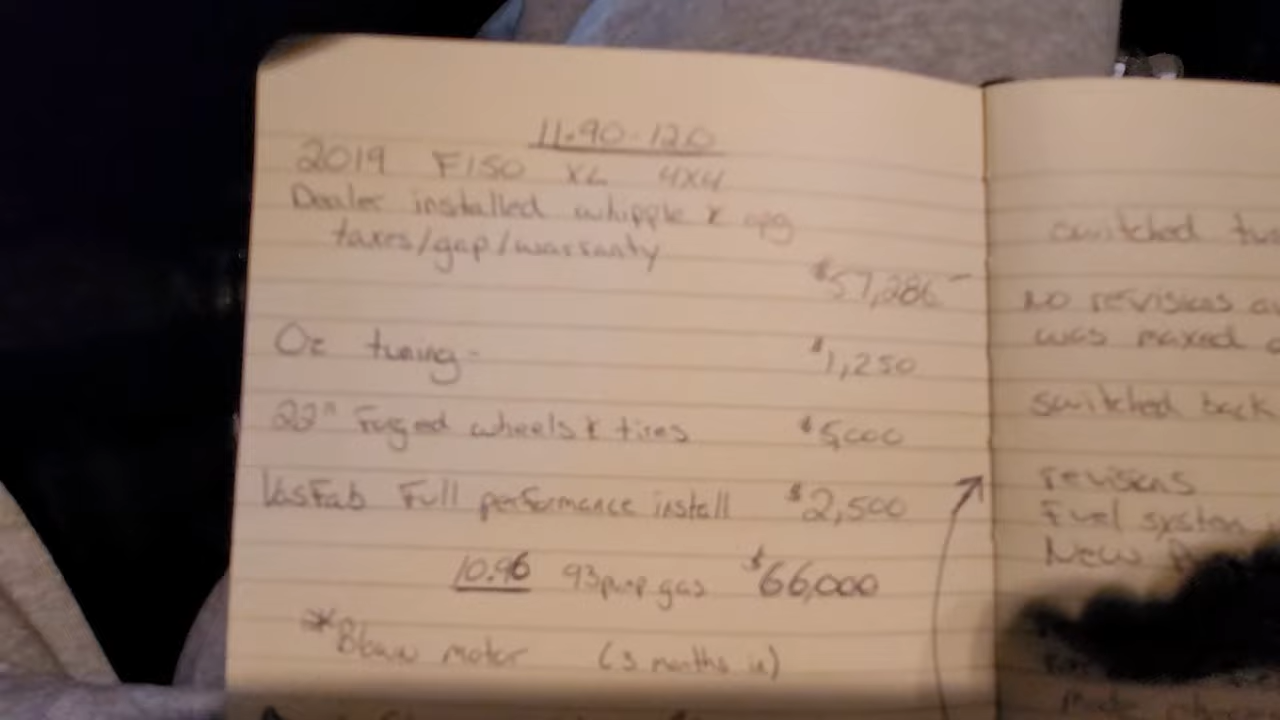 11.90-12.0
2019 F150 XL 4x4
Dealer installed whipple &
taxes/gap/warranty
$57,286
Oz tuning - $1,250
22" Forged wheels & tires $5,000
VasFab Full performance install $2,500
10.96 93 pump gas $66,000
*Blown motor (3 months in)
switched
No revisions
was maxed
switched back
revisions
Fuel system
New